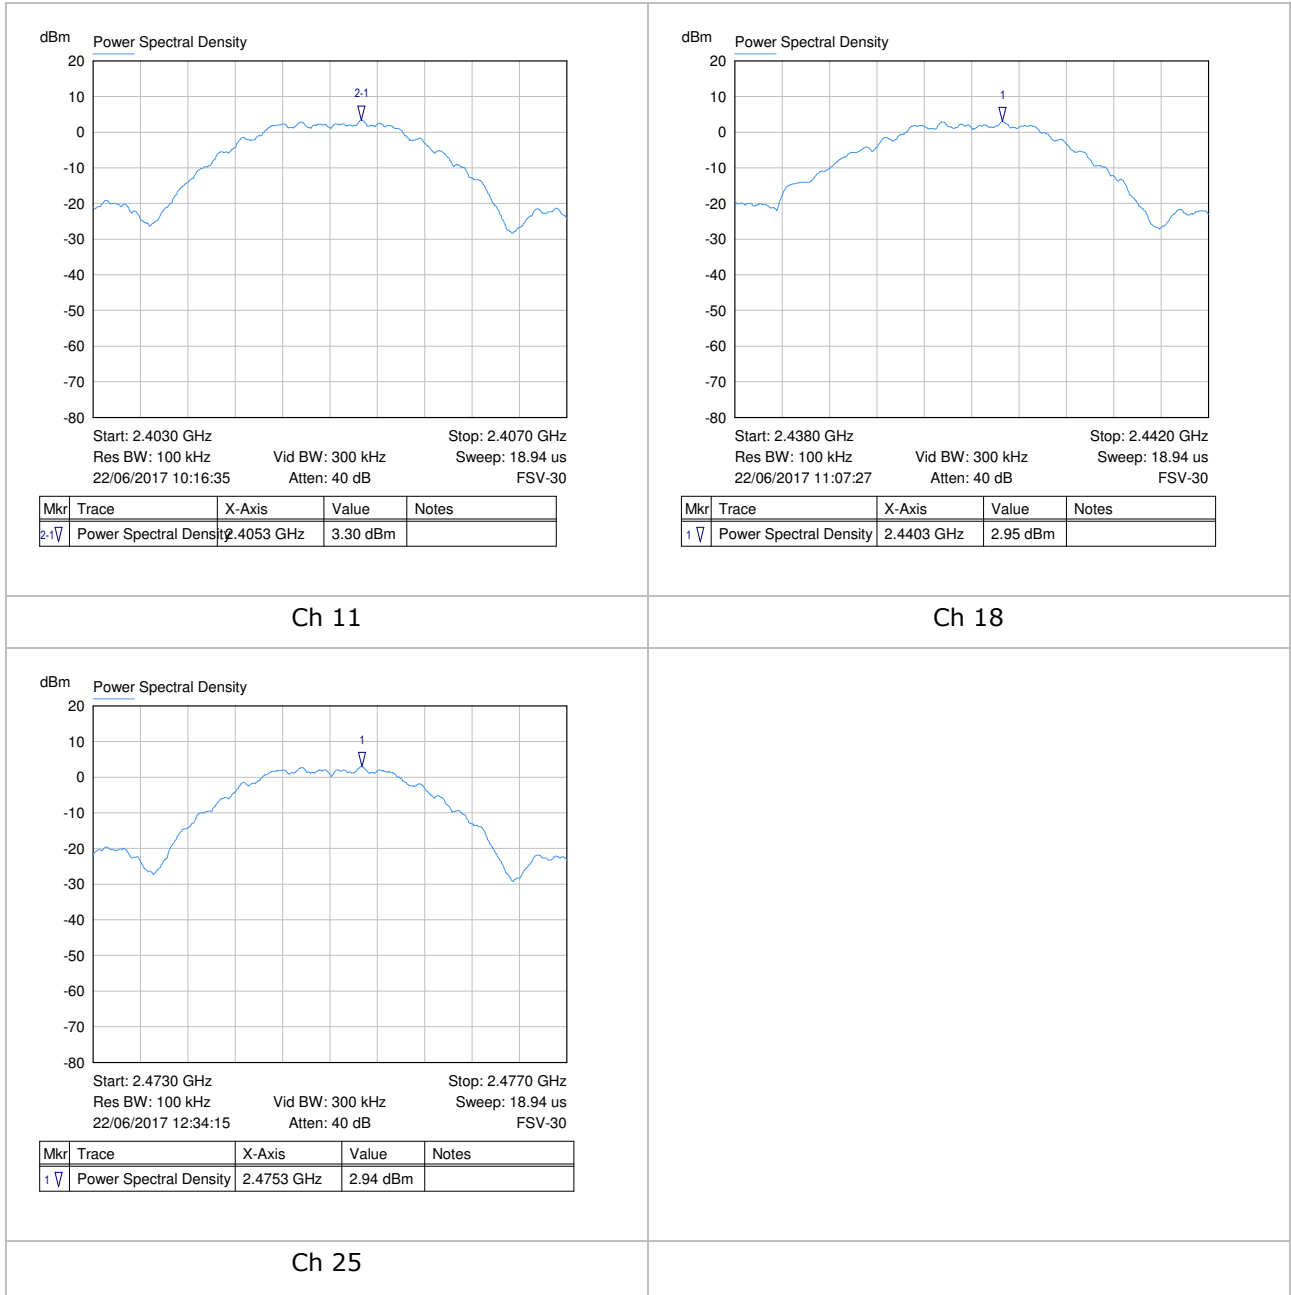 dBm Power Spectral Density
20
10
2-1
0
-10
-20
-30
-40
-50
-60
-70
-80
Start: 2.4030 GHz Stop: 2.4070 GHz
Res BW: 100 kHz Vid BW: 300 kHz Sweep: 18.94 us
22/06/2017 10:16:35 Atten: 40 dB FSV-30
Mkr Trace X-Axis Value Notes
2-1 Power Spectral Density 2.4053 GHz 3.30 dBm
Ch 11
dBm Power Spectral Density
20
10
1
0
-10
-20
-30
-40
-50
-60
-70
-80
Start: 2.4380 GHz Stop: 2.4420 GHz
Res BW: 100 kHz Vid BW: 300 kHz Sweep: 18.94 us
22/06/2017 11:07:27 Atten: 40 dB FSV-30
Mkr Trace X-Axis Value Notes
1 Power Spectral Density 2.4403 GHz 2.95 dBm
Ch 18
dBm Power Spectral Density
20
10
1
0
-10
-20
-30
-40
-50
-60
-70
-80
Start: 2.4730 GHz Stop: 2.4770 GHz
Res BW: 100 kHz Vid BW: 300 kHz Sweep: 18.94 us
22/06/2017 12:34:15 Atten: 40 dB FSV-30
Mkr Trace X-Axis Value Notes
1 Power Spectral Density 2.4753 GHz 2.94 dBm
Ch 25